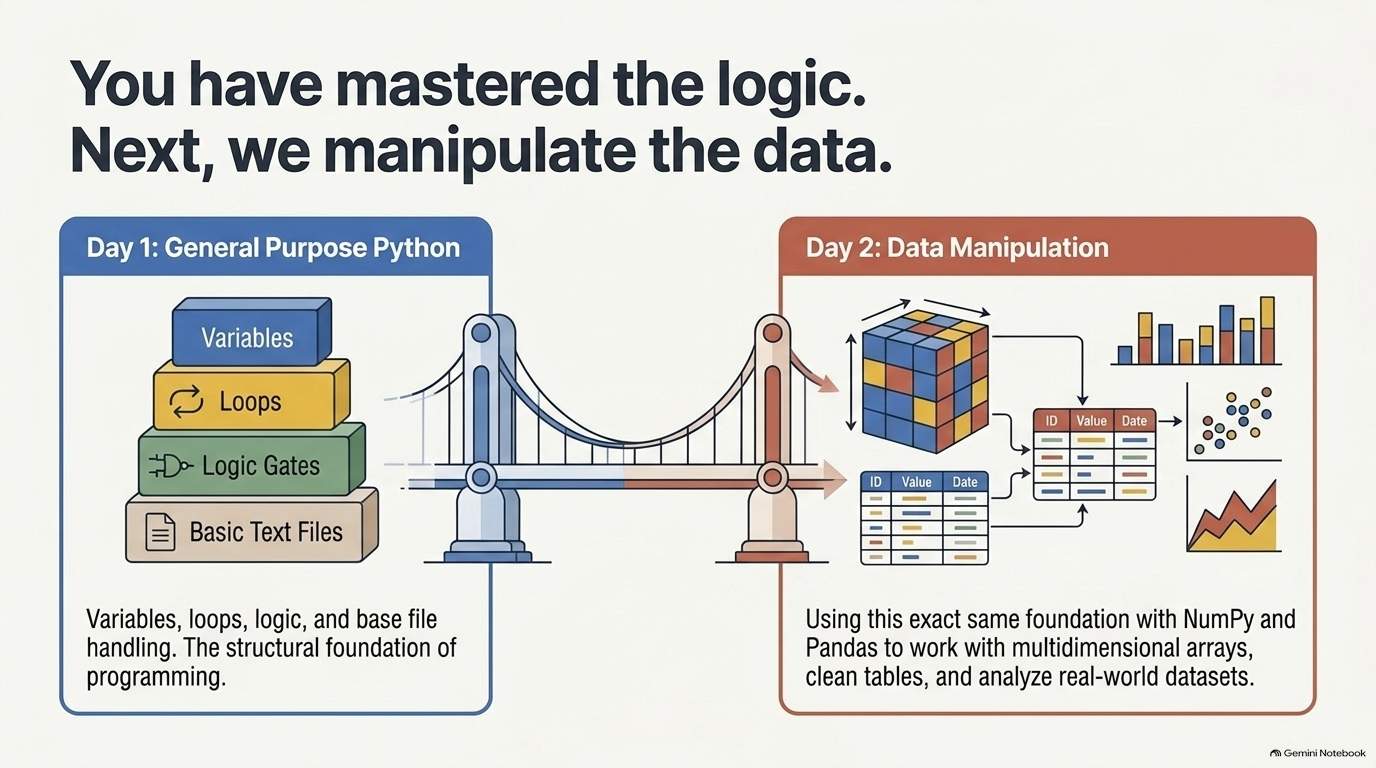 You have mastered the logic.
Next, we manipulate the data.
Day 1: General Purpose Python
Variables
Loops
Logic Gates
Basic Text Files
Variables, loops, logic, and base file
handling. The structural foundation of
programming.
Day 2: Data Manipulation
ID Value Date
ID Value Date
Using this exact same foundation with NumPy and
Pandas to work with multidimensional arrays,
clean tables, and analyze real-world datasets.
Gemini Notebook